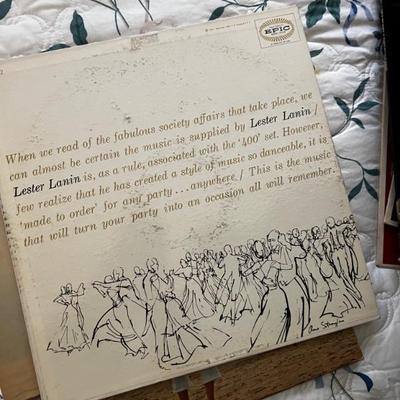 EPIC
When we read of the fabulous society affairs that take place, we
can almost be certain the music is supplied by Lester Lanin /
Lester Lanin is, as a rule, associated with the '400' set. However,
few realize that he has created a style of music so danceable, it is
'made to order' for any party ... anywhere. / This is the music
that will turn your party into an occasion all will remember.